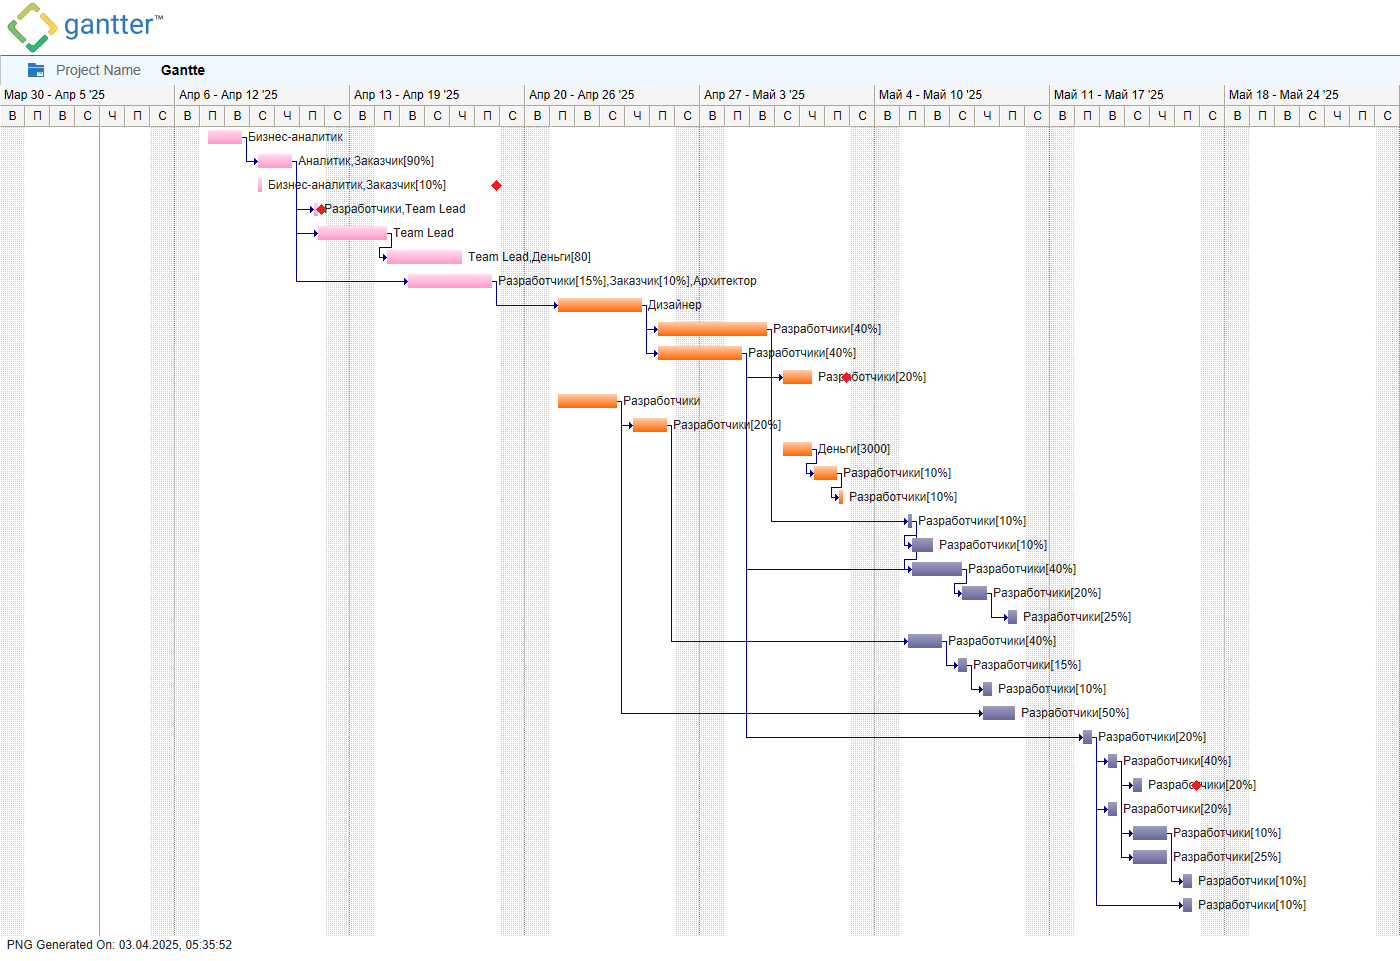 gantter™
Project Name Gantte
Мар 30 - Апр 5 '25 Апр 6 - Апр 12 '25 Апр 13 - Апр 19 '25 Апр 20 - Апр 26 '25 Апр 27 - Май 3 '25 Май 4 - Май 10 '25 Май 11 - Май 17 '25 Май 18 - Май 24 '25
В П В С Ч П С В П В С Ч П С В П В С Ч П С В П В С Ч П С В П В С Ч П С В П В С Ч П С В П В С Ч П С В П В С Ч П С
Бизнес-аналитик
Аналитик,Заказчик[90%]
Бизнес-аналитик,Заказчик[10%]
Разработчики,Team Lead
Team Lead
Team Lead,Деньги[80]
Разработчики[15%],Заказчик[10%],Архитектор
Дизайнер
Разработчики[40%]
Разработчики[40%]
Разработчики[20%]
Разработчики
Разработчики[20%]
Деньги[3000]
Разработчики[10%]
Разработчики[10%]
Разработчики[10%]
Разработчики[10%]
Разработчики[40%]
Разработчики[20%]
Разработчики[25%]
Разработчики[40%]
Разработчики[15%]
Разработчики[10%]
Разработчики[50%]
Разработчики[20%]
Разработчики[40%]
Разработчики[20%]
Разработчики[20%]
Разработчики[10%]
Разработчики[25%]
Разработчики[10%]
Разработчики[10%]
PNG Generated On: 03.04.2025, 05:35:52